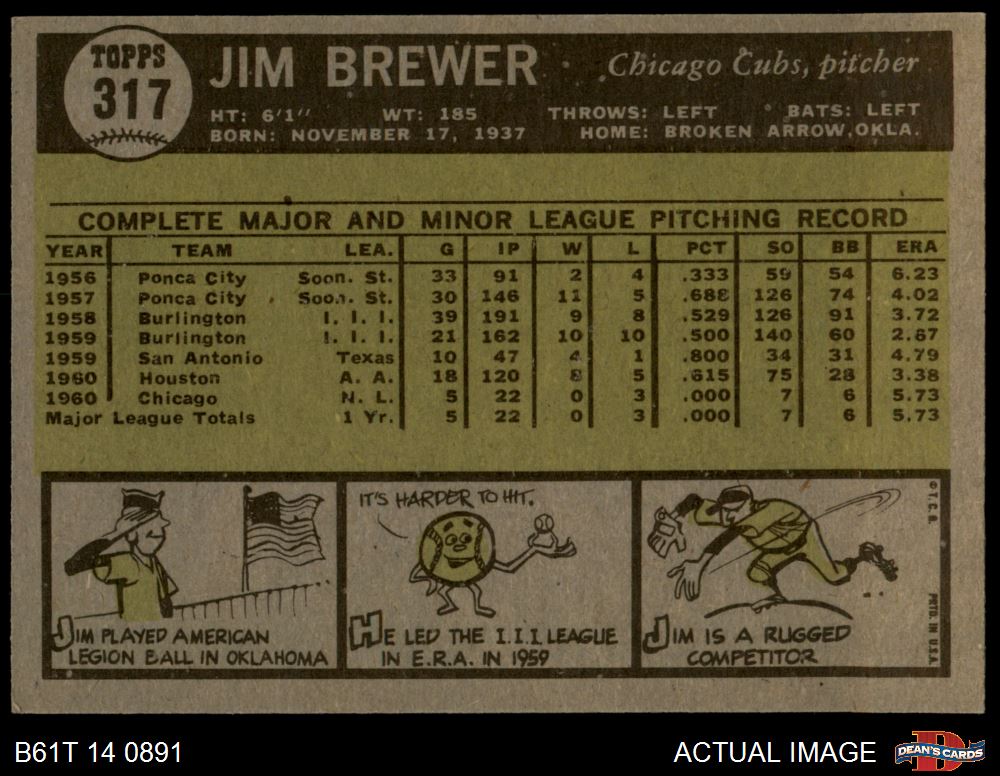 TOPPS
317
JIM BREWER
Chicago Cubs, pitcher
HT: 6'1" WT: 185 THROWS: LEFT BATS: LEFT
BORN: NOVEMBER 17, 1937 HOME: BROKEN ARROW, OKLA.
COMPLETE MAJOR AND MINOR LEAGUE PITCHING RECORD
YEAR TEAM LEA. G IP W L PCT SO BB ERA
1956 Ponca City Soon. St. 33 91 2 4 .333 59 54 6.23
1957 Ponca City Soon. St. 30 146 11 5 .688 126 74 4.02
1958 Burlington I. I. I. 39 191 9 8 .529 126 91 3.72
1959 Burlington I. I. I. 21 162 10 10 .500 140 60 2.67
1959 San Antonio Texas 10 47 4 1 .800 34 31 4.79
1960 Houston A. A. 18 120 8 5 .615 75 28 3.38
1960 Chicago N. L. 5 22 0 3 .000 7 6 5.73
Major League Totals 1 Yr. 5 22 0 3 .000 7 6 5.73
JIM PLAYED AMERICAN
LEGION BALL IN OKLAHOMA
IT'S HARDER TO HIT.
HE LED THE I.I.I. LEAGUE
IN E.R.A. IN 1959
JIM IS A RUGGED
COMPETITOR
© T.C.G.
PRTD. IN U.S.A.
B61T 14 0891
ACTUAL IMAGE
D
DEAN'S CARDS